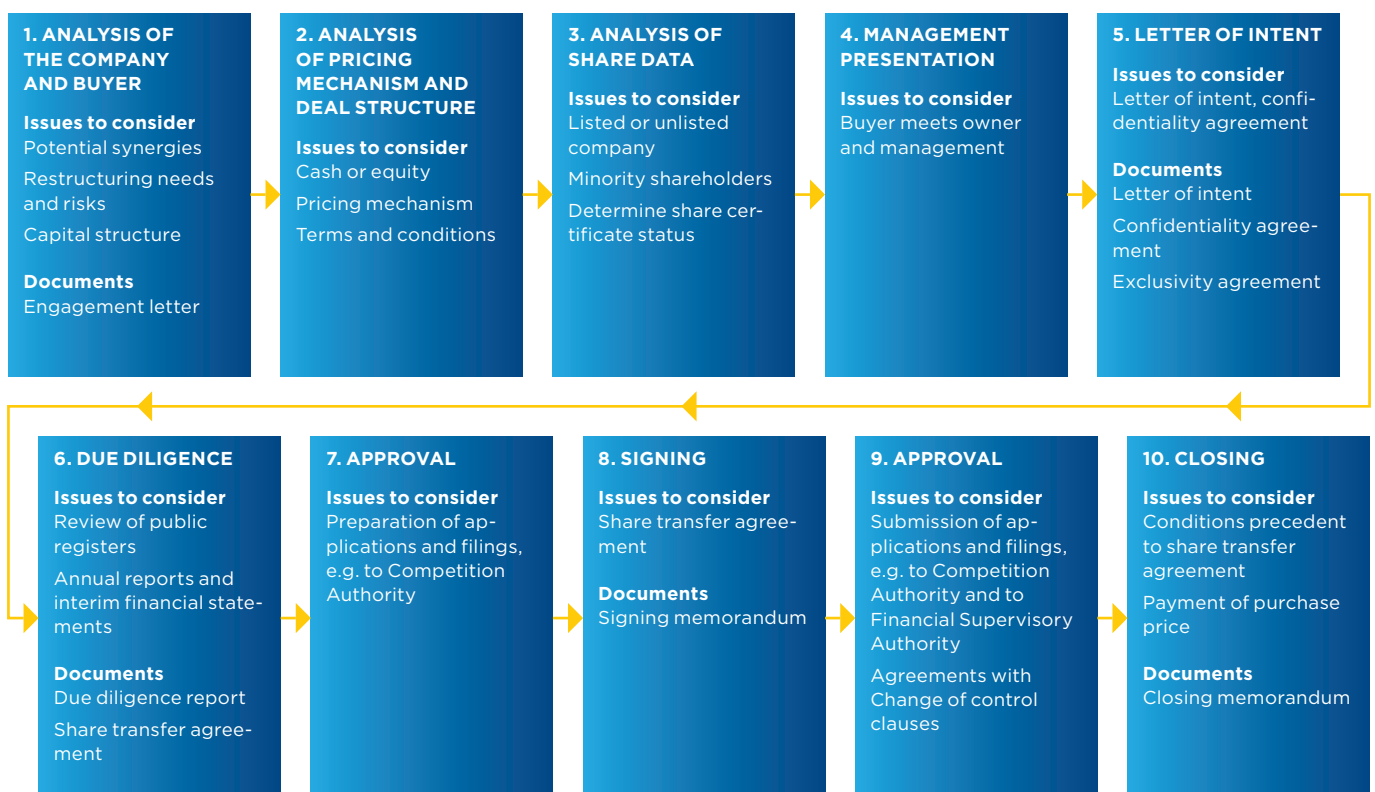 1. ANALYSIS OF
THE COMPANY
AND BUYER
Issues to consider
Potential synergies
Restructuring needs
and risks
Capital structure
Documents
Engagement letter
2. ANALYSIS
OF PRICING
MECHANISM AND
DEAL STRUCTURE
Issues to consider
Cash or equity
Pricing mechanism
Terms and conditions
3. ANALYSIS OF
SHARE DATA
Issues to consider
Listed or unlisted
company
Minority shareholders
Determine share cer-
tificate status
4. MANAGEMENT
PRESENTATION
Issues to consider
Buyer meets owner
and management
5. LETTER OF INTENT
Issues to consider
Letter of intent, confi-
dentiality agreement
Documents
Letter of intent
Confidentiality agree-
ment
Exclusivity agreement
6. DUE DILIGENCE
Issues to consider
Review of public
registers
Annual reports and
interim financial state-
ments
Documents
Due diligence report
Share transfer agree-
ment
7. APPROVAL
Issues to consider
Preparation of ap-
plications and filings,
e.g. to Competition
Authority
8. SIGNING
Issues to consider
Share transfer agree-
ment
Documents
Signing memorandum
9. APPROVAL
Issues to consider
Submission of ap-
plications and filings,
e.g. to Competition
Authority and to
Financial Supervisory
Authority
Agreements with
Change of control
clauses
10. CLOSING
Issues to consider
Conditions precedent
to share transfer
agreement
Payment of purchase
price
Documents
Closing memorandum